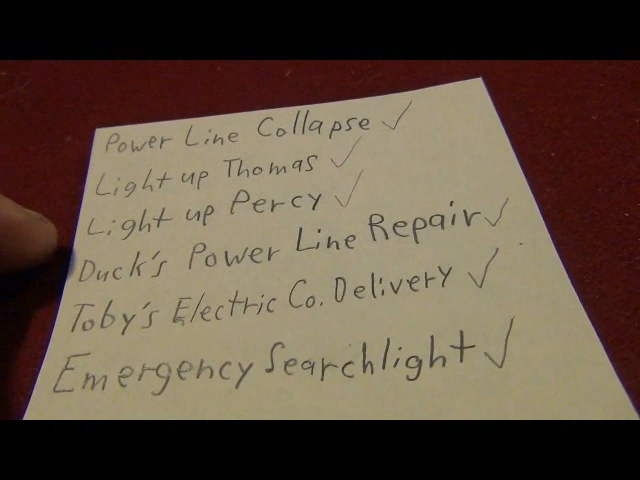 Power Line Collapse ✓
Light up Thomas ✓
Light up Percy ✓
Duck's Power Line Repair ✓
Toby's Electric Co. Delivery ✓
Emergency Searchlight ✓